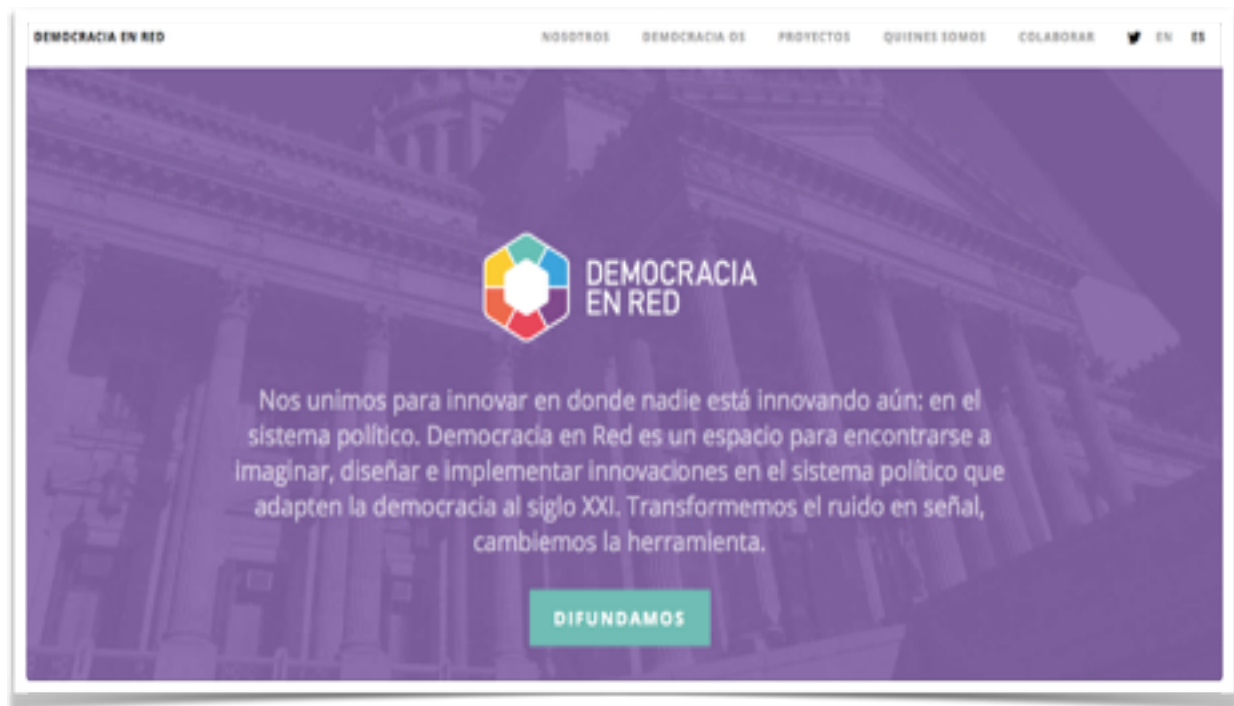 DEMOCRACIA EN RED
NOSOTROS DEMOCRACIA OS PROYECTOS QUIENES SOMOS COLABORAR EN ES
DEMOCRACIA
EN RED
Nos unimos para innovar en donde nadie está innovando aún: en el
sistema político. Democracia en Red es un espacio para encontrarse a
imaginar, diseñar e implementar innovaciones en el sistema político que
adapten la democracia al siglo XXI. Transformemos el ruido en señal,
cambiemos la herramienta.
DIFUNDAMOS